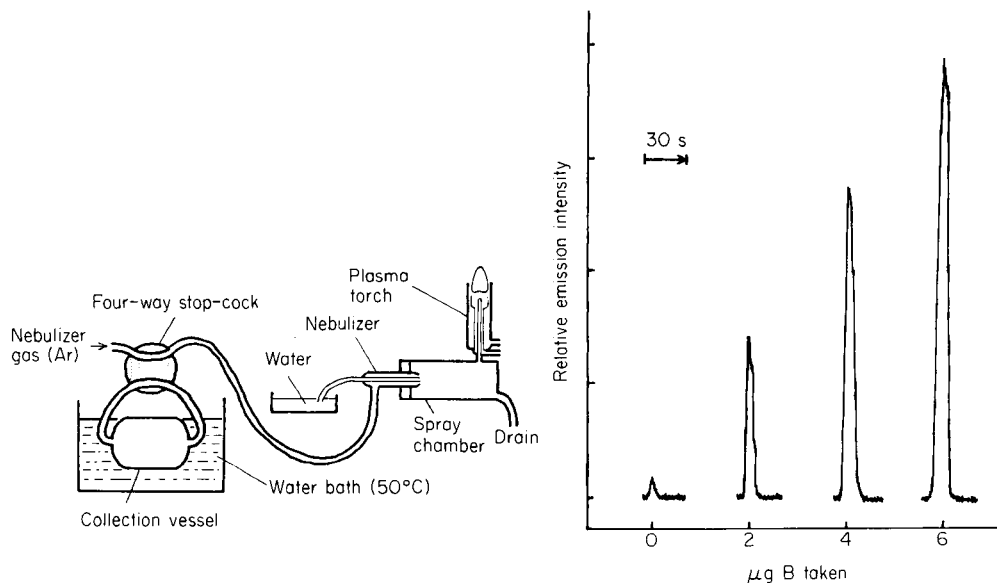 Four-way stop-cock
Nebulizer
gas (Ar)
Plasma
torch
Nebulizer
Water
Spray
chamber
Drain
Water bath (50°C)
Collection vessel
Relative emission intensity
30 s
0 2 4 6
μg B taken